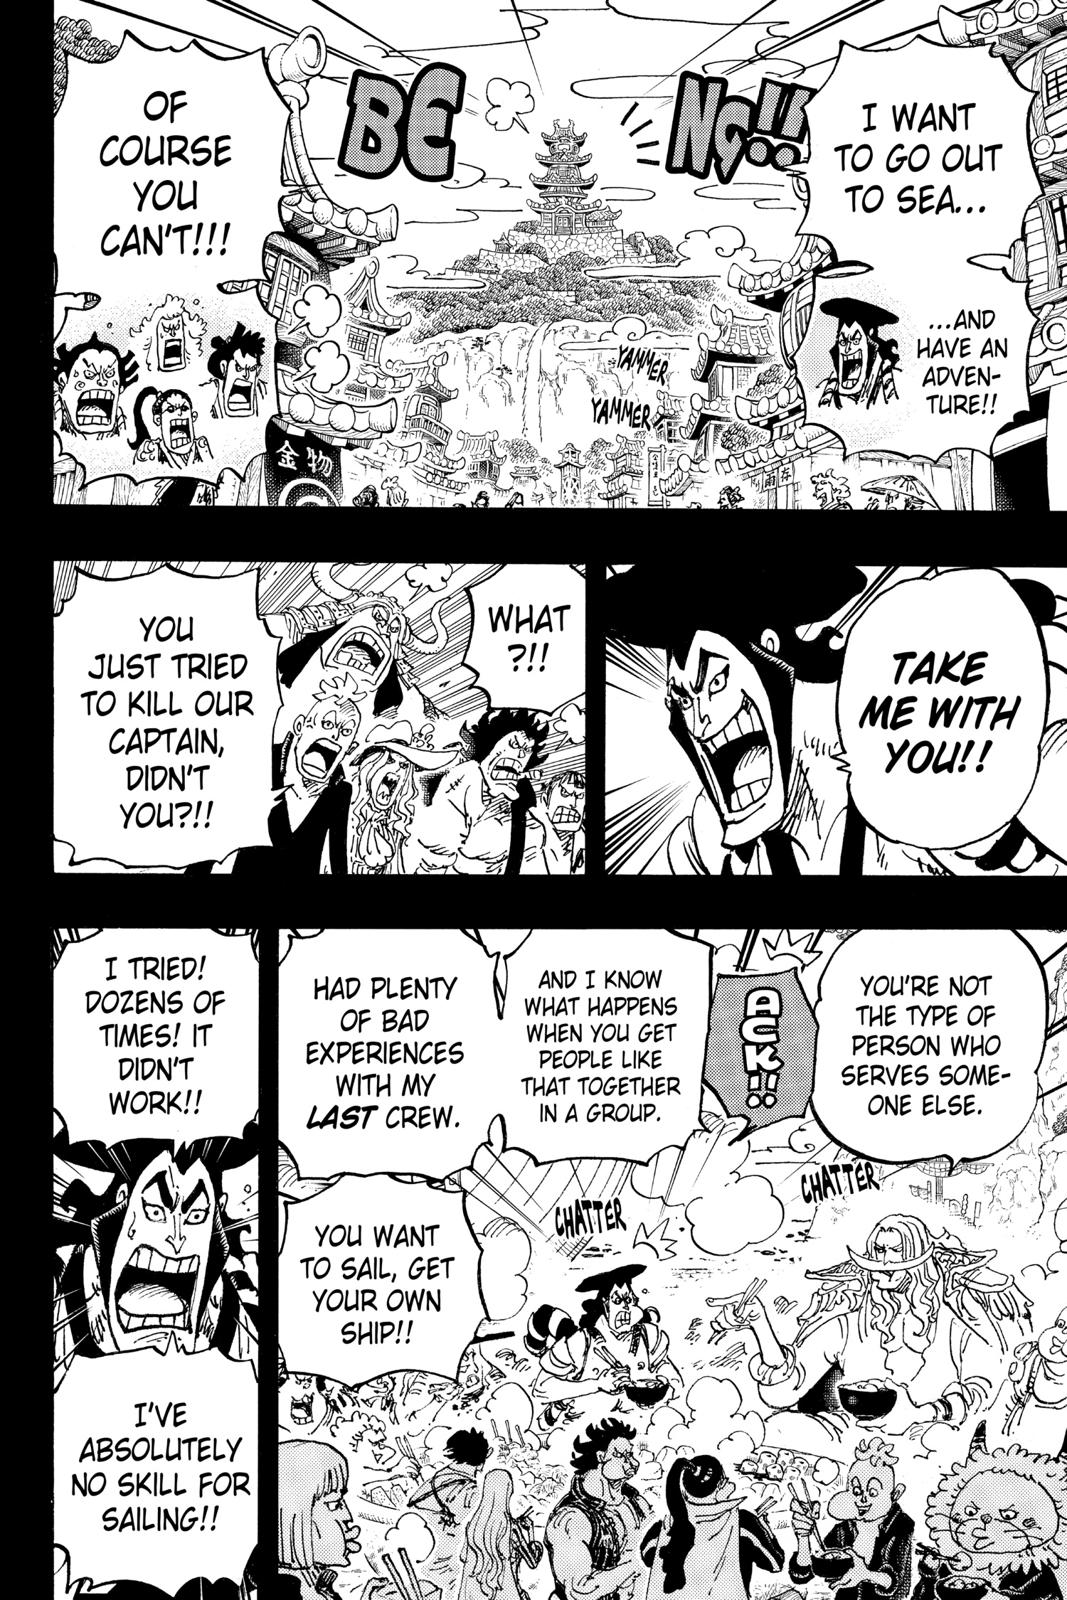 I WANT
TO GO OUT
TO SEA...
...AND
HAVE AN
ADVEN-
TURE!!
BE
NG!!
OF
COURSE
YOU
CAN'T!!!
YAMMER
YAMMER
金物
TAKE
ME WITH
YOU!!
WHAT
?!!
YOU
JUST TRIED
TO KILL OUR
CAPTAIN,
DIDN'T
YOU?!!
YOU'RE NOT
THE TYPE OF
PERSON WHO
SERVES SOME-
ONE ELSE.
ACK!!
AND I KNOW
WHAT HAPPENS
WHEN YOU GET
PEOPLE LIKE
THAT TOGETHER
IN A GROUP.
HAD PLENTY
OF BAD
EXPERIENCES
WITH MY
LAST CREW.
CHATTER
CHATTER
YOU WANT
TO SAIL, GET
YOUR OWN
SHIP!!
I TRIED!
DOZENS OF
TIMES! IT
DIDN'T
WORK!!
I'VE
ABSOLUTELY
NO SKILL FOR
SAILING!!